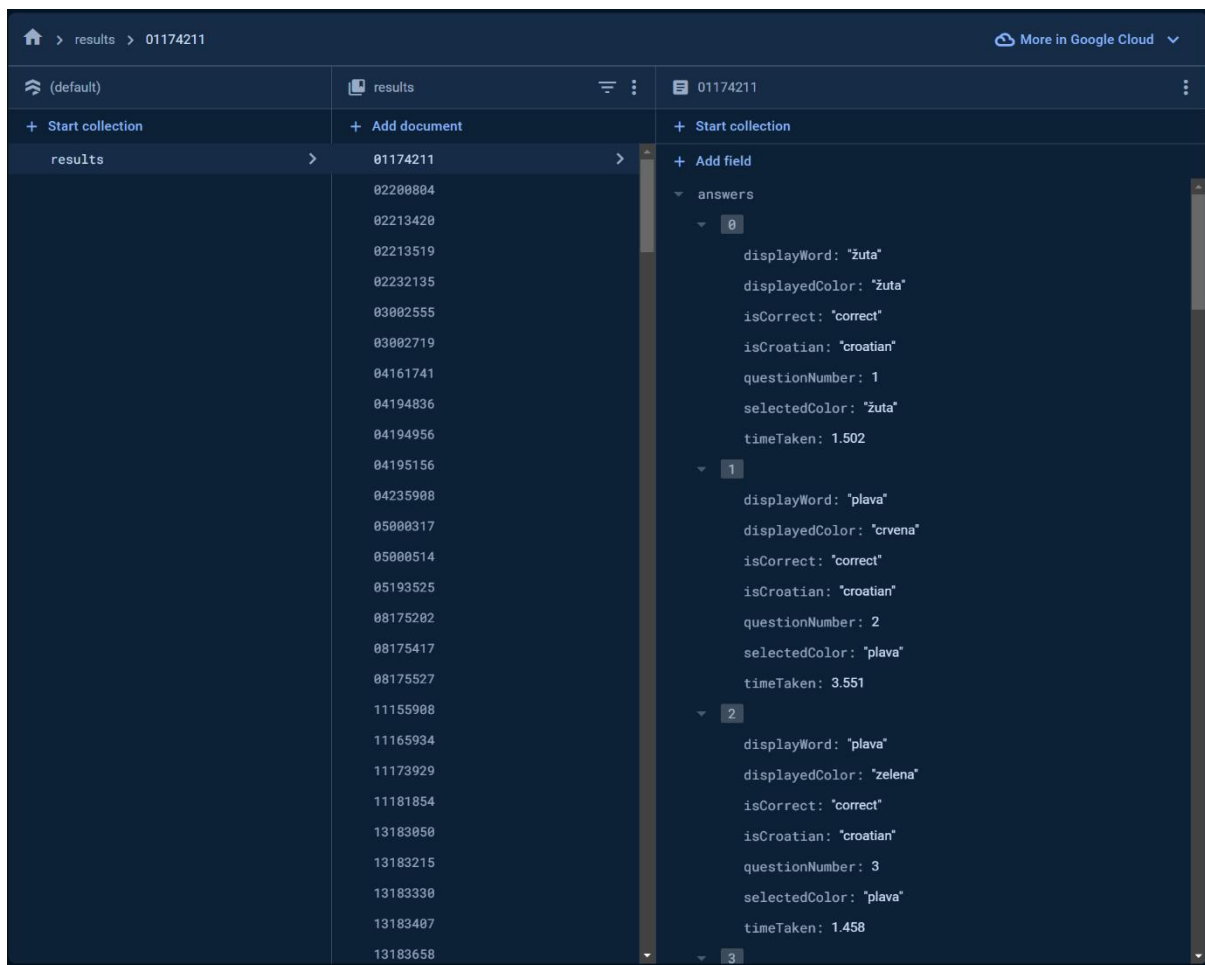 results > 01174211
More in Google Cloud
(default)
+ Start collection
results
results
+ Add document
01174211
02200804
02213420
02213519
02232135
03002555
03002719
04161741
04194836
04194956
04195156
04235908
05000317
05000514
05193525
08175202
08175417
08175527
11155908
11165934
11173929
11181854
13183050
13183215
13183330
13183407
13183658
01174211
+ Start collection
+ Add field
answers
0
displayWord: "žuta"
displayedColor: "žuta"
isCorrect: "correct"
isCroatian: "croatian"
questionNumber: 1
selectedColor: "žuta"
timeTaken: 1.502
1
displayWord: "plava"
displayedColor: "crvena"
isCorrect: "correct"
isCroatian: "croatian"
questionNumber: 2
selectedColor: "plava"
timeTaken: 3.551
2
displayWord: "plava"
displayedColor: "zelena"
isCorrect: "correct"
isCroatian: "croatian"
questionNumber: 3
selectedColor: "plava"
timeTaken: 1.458
3